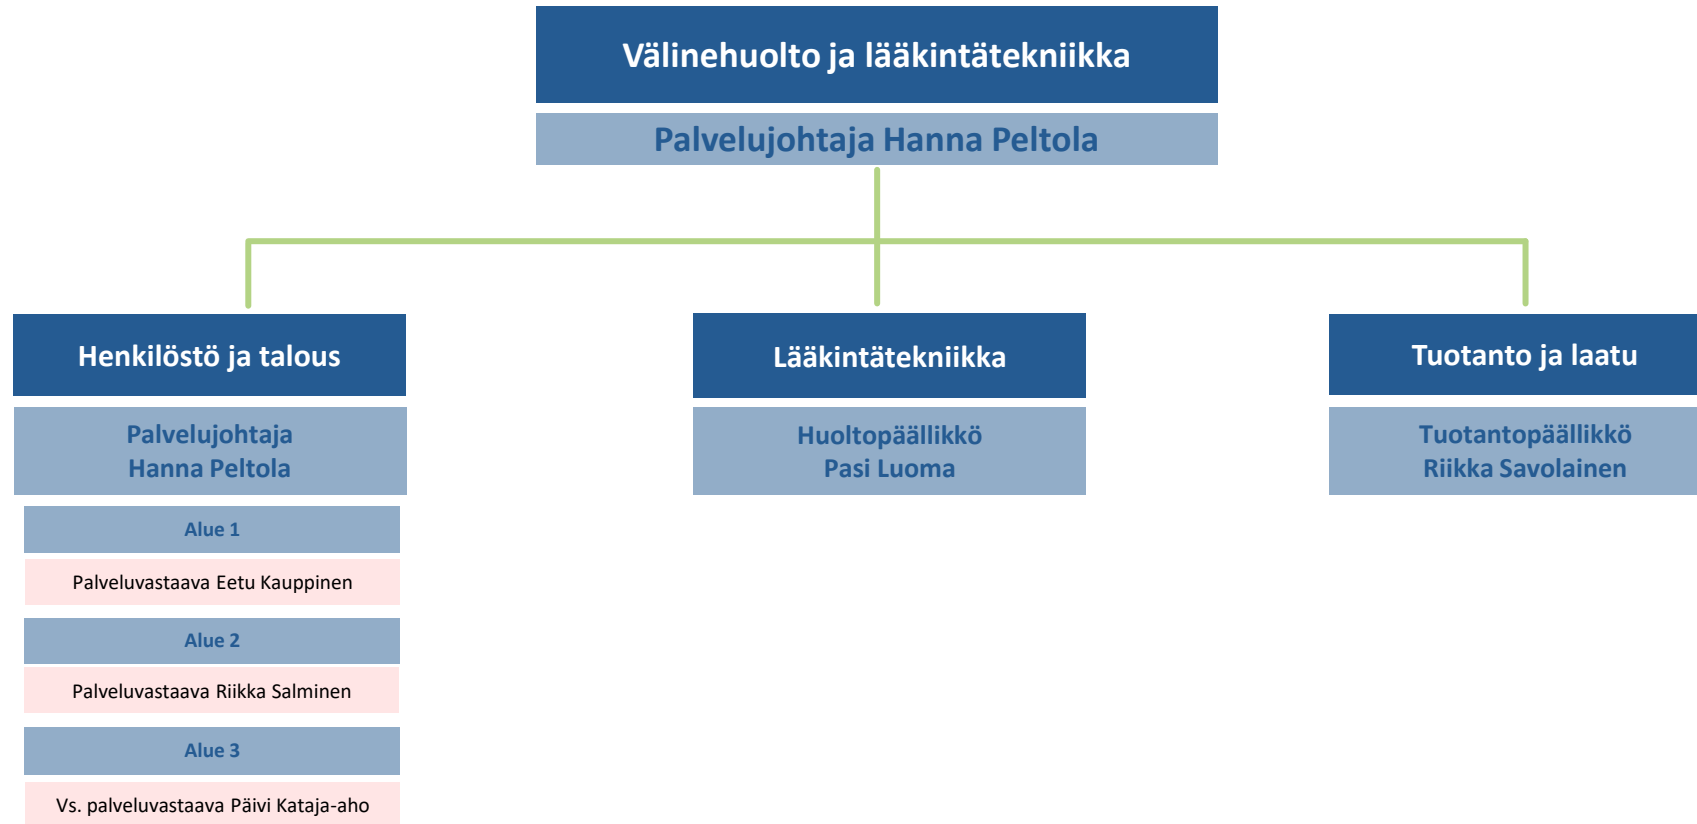 Välinehuolto ja lääkintätekniikka
Palvelujohtaja Hanna Peltola
Henkilöstö ja talous
Palvelujohtaja
Hanna Peltola
Alue 1
Palveluvastaava Eetu Kauppinen
Alue 2
Palveluvastaava Riikka Salminen
Alue 3
Vs. palveluvastaava Päivi Kataja-aho
Lääkintätekniikka
Huoltopäällikkö
Pasi Luoma
Tuotanto ja laatu
Tuotantopäällikkö
Riikka Savolainen